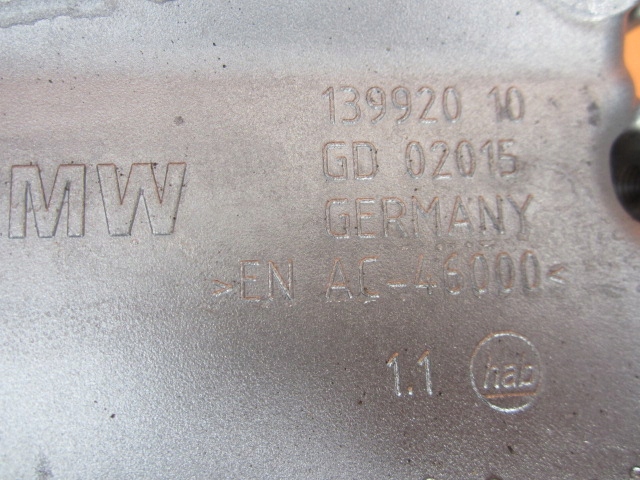 139920 10
GD 02015
MW GERMANY
>EN AC-46000<
1.1 hab